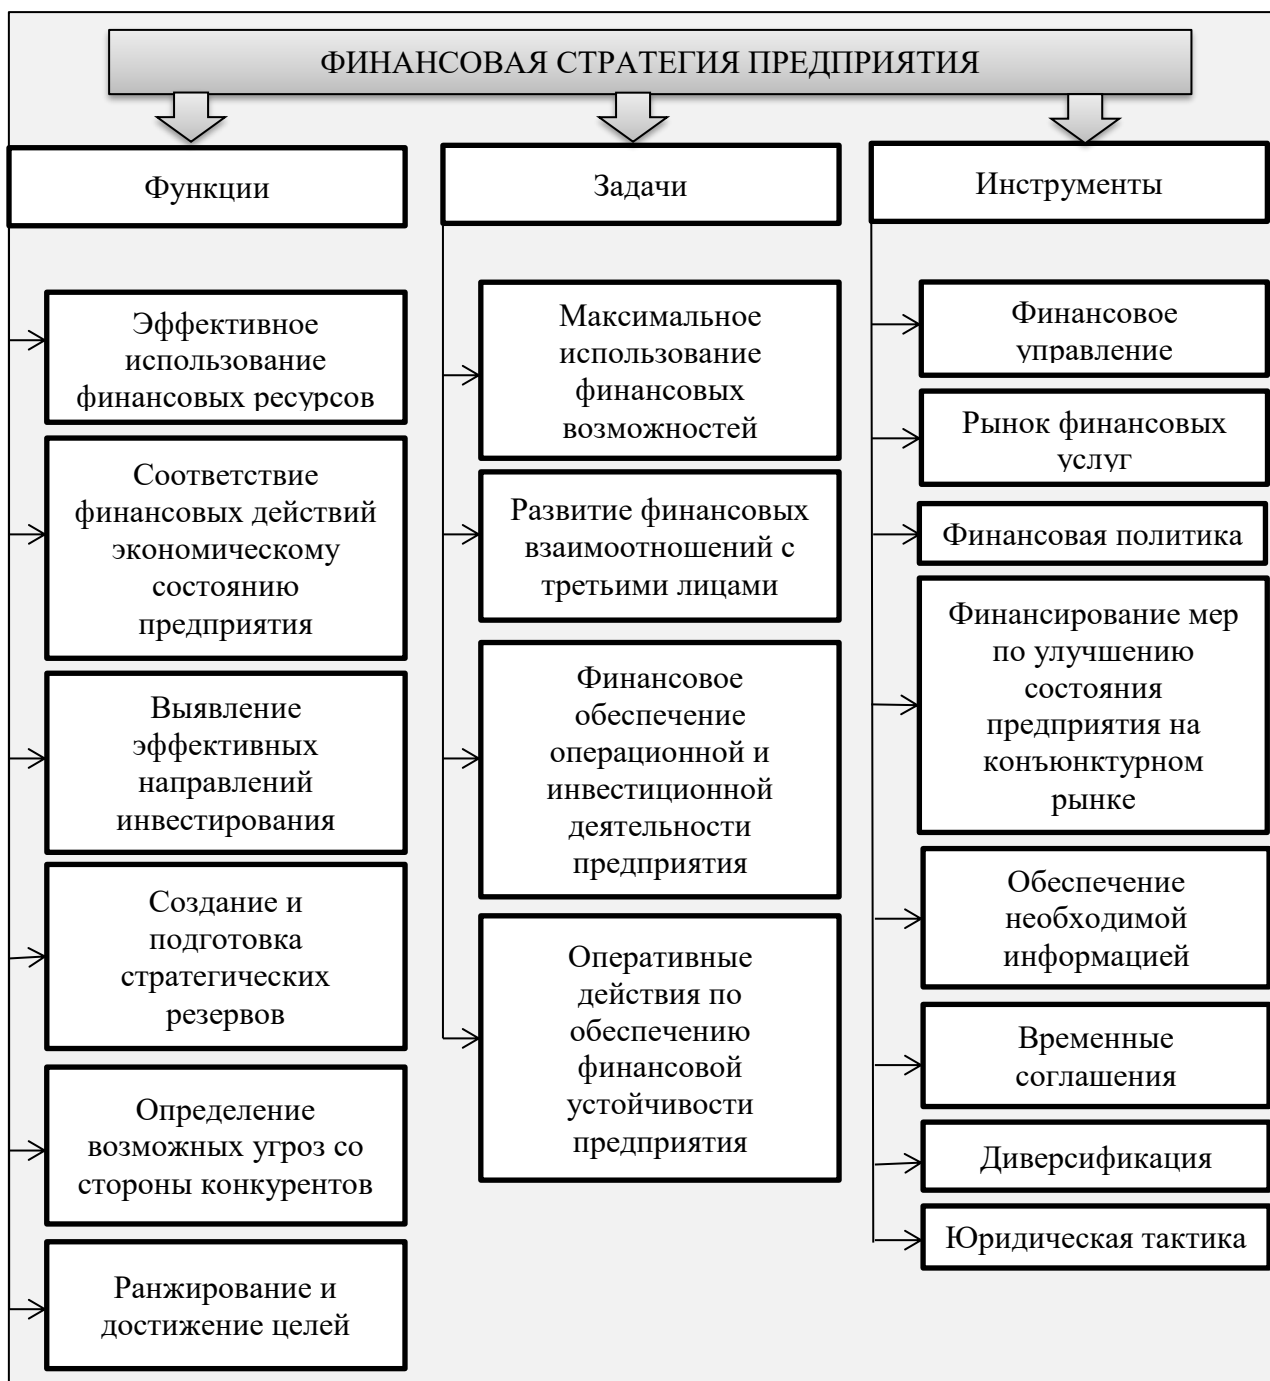 ФИНАНСОВАЯ СТРАТЕГИЯ ПРЕДПРИЯТИЯ
Функции
Эффективное
использование
финансовых ресурсов
Соответствие
финансовых действий
экономическому
состоянию
предприятия
Выявление
эффективных
направлений
инвестирования
Создание и
подготовка
стратегических
резервов
Определение
возможных угроз со
стороны конкурентов
Ранжирование и
достижение целей
Задачи
Максимальное
использование
финансовых
возможностей
Развитие финансовых
взаимоотношений с
третьими лицами
Финансовое
обеспечение
операционной и
инвестиционной
деятельности
предприятия
Оперативные
действия по
обеспечению
финансовой
устойчивости
предприятия
Инструменты
Финансовое
управление
Рынок финансовых
услуг
Финансовая политика
Финансирование мер
по улучшению
состояния
предприятия на
конъюнктурном
рынке
Обеспечение
необходимой
информацией
Временные
соглашения
Диверсификация
Юридическая тактика